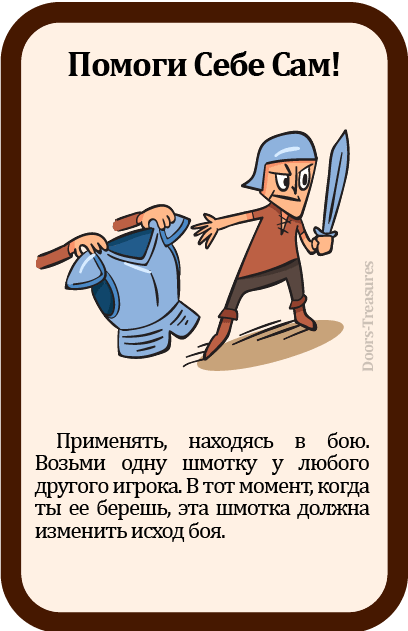 Помоги Себе Сам!
Doors-Treasures
Применять, находясь в бою.
Возьми одну шмотку у любого
другого игрока. В тот момент, когда
ты ее берешь, эта шмотка должна
изменить исход боя.